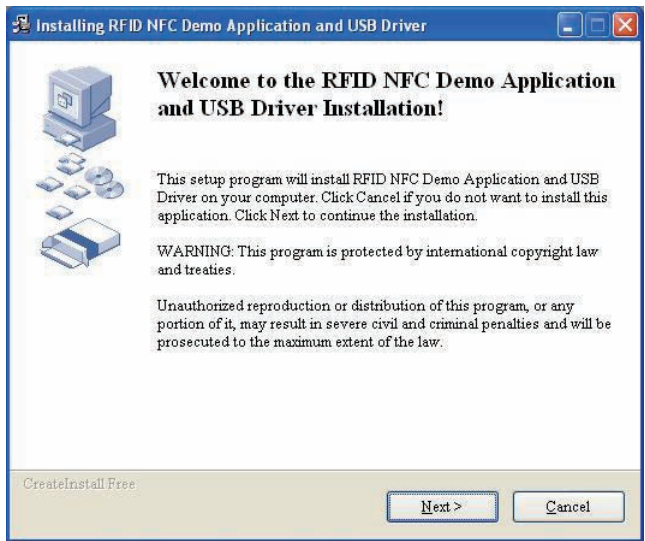 Installing RFID NFC Demo Application and USB Driver
Welcome to the RFID NFC Demo Application
and USB Driver Installation!
This setup program will install RFID NFC Demo Application and USB
Driver on your computer. Click Cancel if you do not want to install this
application. Click Next to continue the installation.
WARNING: This program is protected by international copyright law
and treaties.
Unauthorized reproduction or distribution of this program, or any
portion of it, may result in severe civil and criminal penalties and will be
prosecuted to the maximum extent of the law.
CreateInstall Free
Next >
Cancel